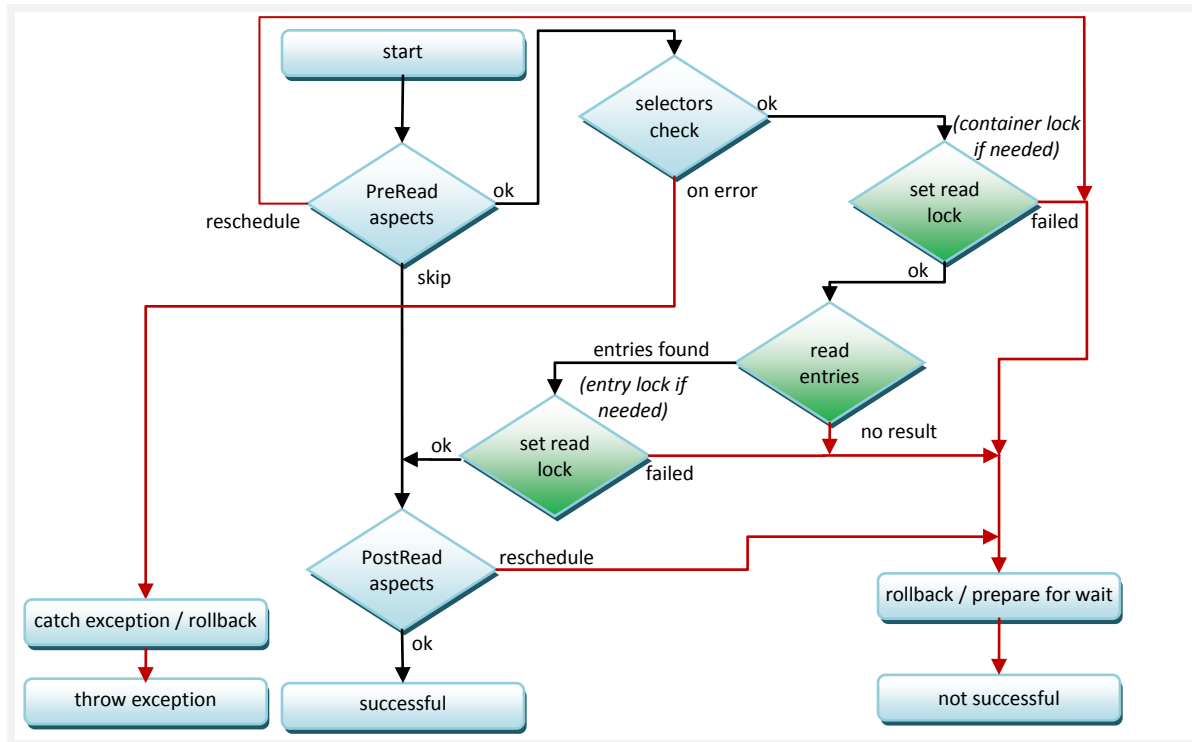 start
selectors
check
ok
(container lock
if needed)
PreRead
aspects
ok
reschedule
on error
set read
lock
failed
skip
ok
entries found
read
entries
(entry lock if
needed)
no result
ok
set read
lock
failed
PostRead
aspects
reschedule
rollback / prepare for wait
catch exception / rollback
ok
throw exception
successful
not successful